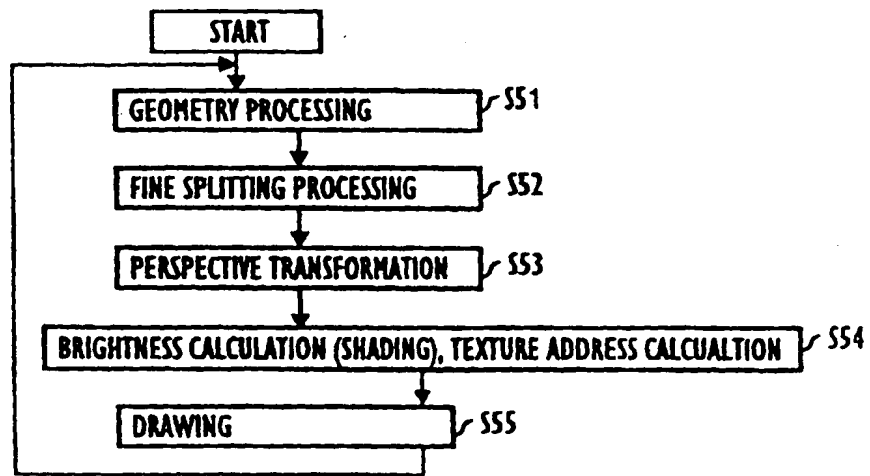 START
GEOMETRY PROCESSING S51
FINE SPLITTING PROCESSING S52
PERSPECTIVE TRANSFORMATION S53
BRIGHTNESS CALCULATION (SHADING), TEXTURE ADDRESS CALCUALTION S54
DRAWING S55